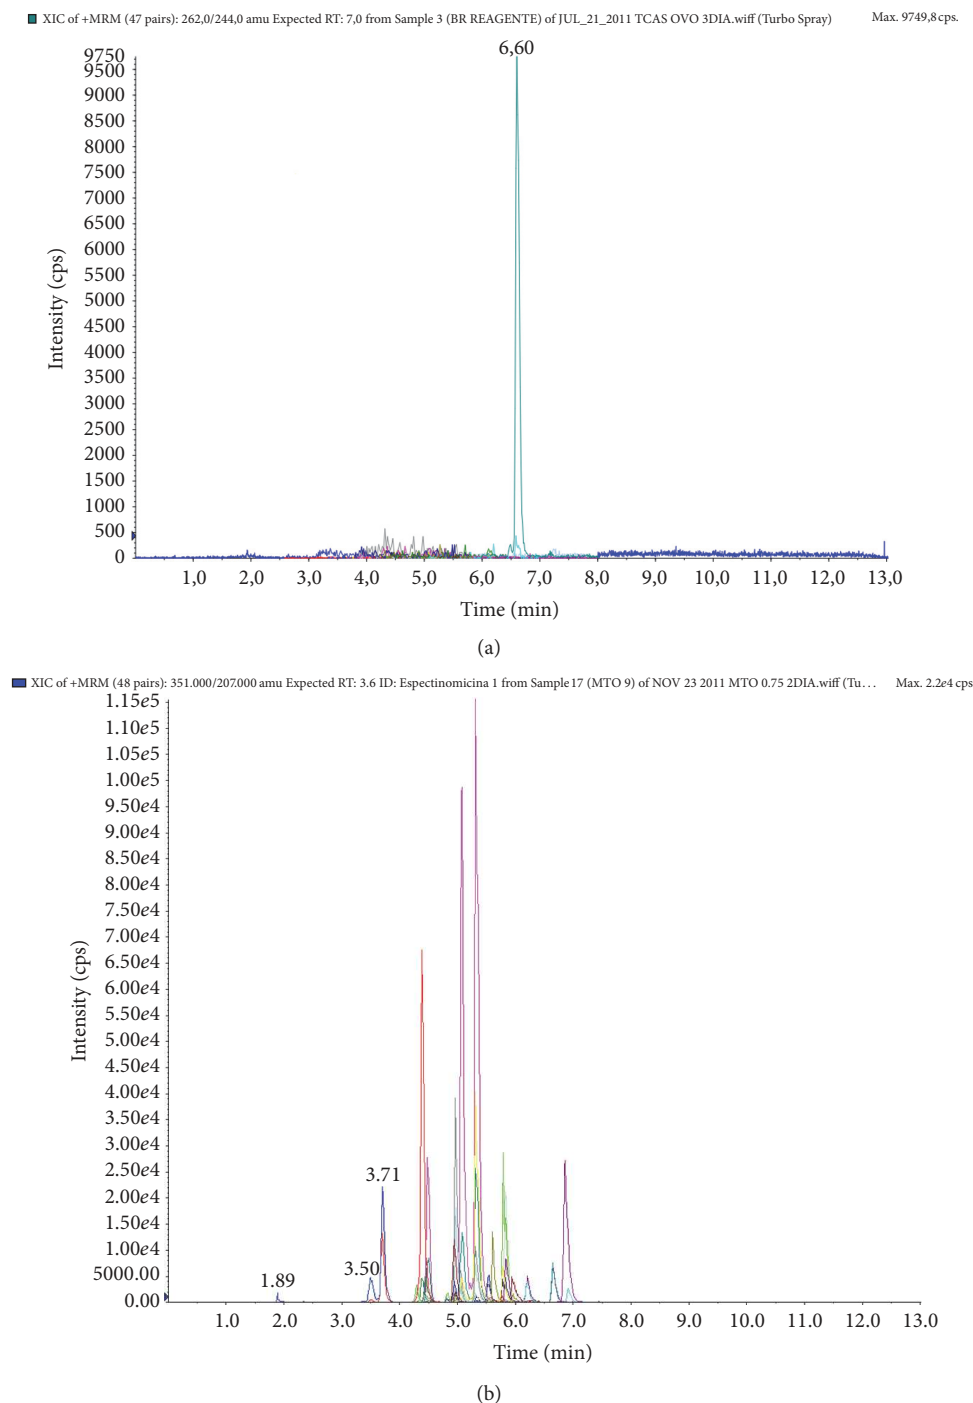 XIC of +MRM (47 pairs): 262,0/244,0 amu Expected RT: 7,0 from Sample 3 (BR REAGENTE) of JUL_21_2011 TCAS OVO 3DIA.wiff (Turbo Spray) Max. 9749,8 cps.
6,60
9750
9500
9000
8500
8000
7500
7000
6500
6000
5500
5000
4500
4000
3500
3000
2500
2000
1500
1000
500
0
Intensity (cps)
1,0 2,0 3,0 4,0 5,0 6,0 7,0 8,0 9,0 10,0 11,0 12,0 13,0
Time (min)
(a)
XIC of +MRM (48 pairs): 351.000/207.000 amu Expected RT: 3.6 ID: Espectinomicina 1 from Sample 17 (MTO 9) of NOV 23 2011 MTO 0.75 2DIA.wiff (Tu... Max. 2.2e4 cps
1.15e5
1.10e5
1.05e5
1.00e5
9.50e4
9.00e4
8.50e4
8.00e4
7.50e4
7.00e4
6.50e4
6.00e4
5.50e4
5.00e4
4.50e4
4.00e4
3.50e4
3.00e4
2.50e4
2.00e4
1.50e4
1.00e4
5000.00
0.00
Intensity (cps)
3.71
3.50
1.89
1.0 2.0 3.0 4.0 5.0 6.0 7.0 8.0 9.0 10.0 11.0 12.0 13.0
Time (min)
(b)